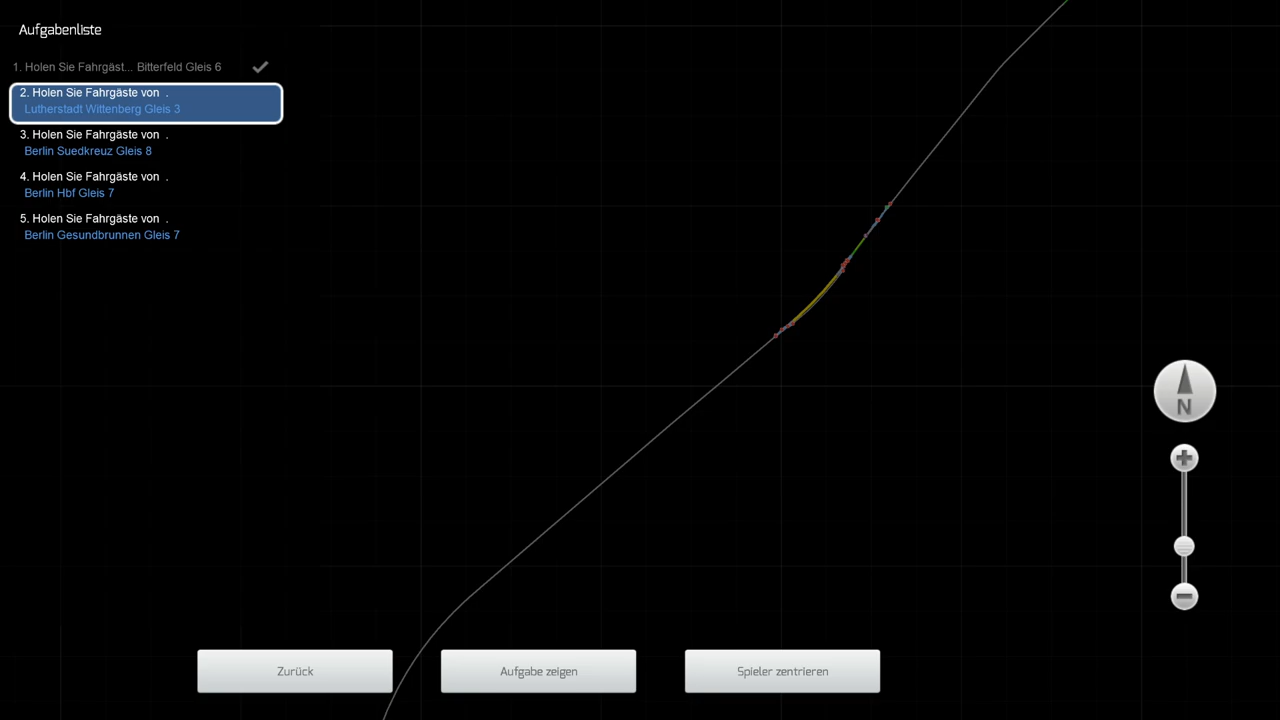 Aufgabenliste
1. Holen Sie Fahrgäst... Bitterfeld Gleis 6
2. Holen Sie Fahrgäste von .
Lutherstadt Wittenberg Gleis 3
3. Holen Sie Fahrgäste von .
Berlin Suedkreuz Gleis 8
4. Holen Sie Fahrgäste von .
Berlin Hbf Gleis 7
5. Holen Sie Fahrgäste von .
Berlin Gesundbrunnen Gleis 7
N
Zurück
Aufgabe zeigen
Spieler zentrieren